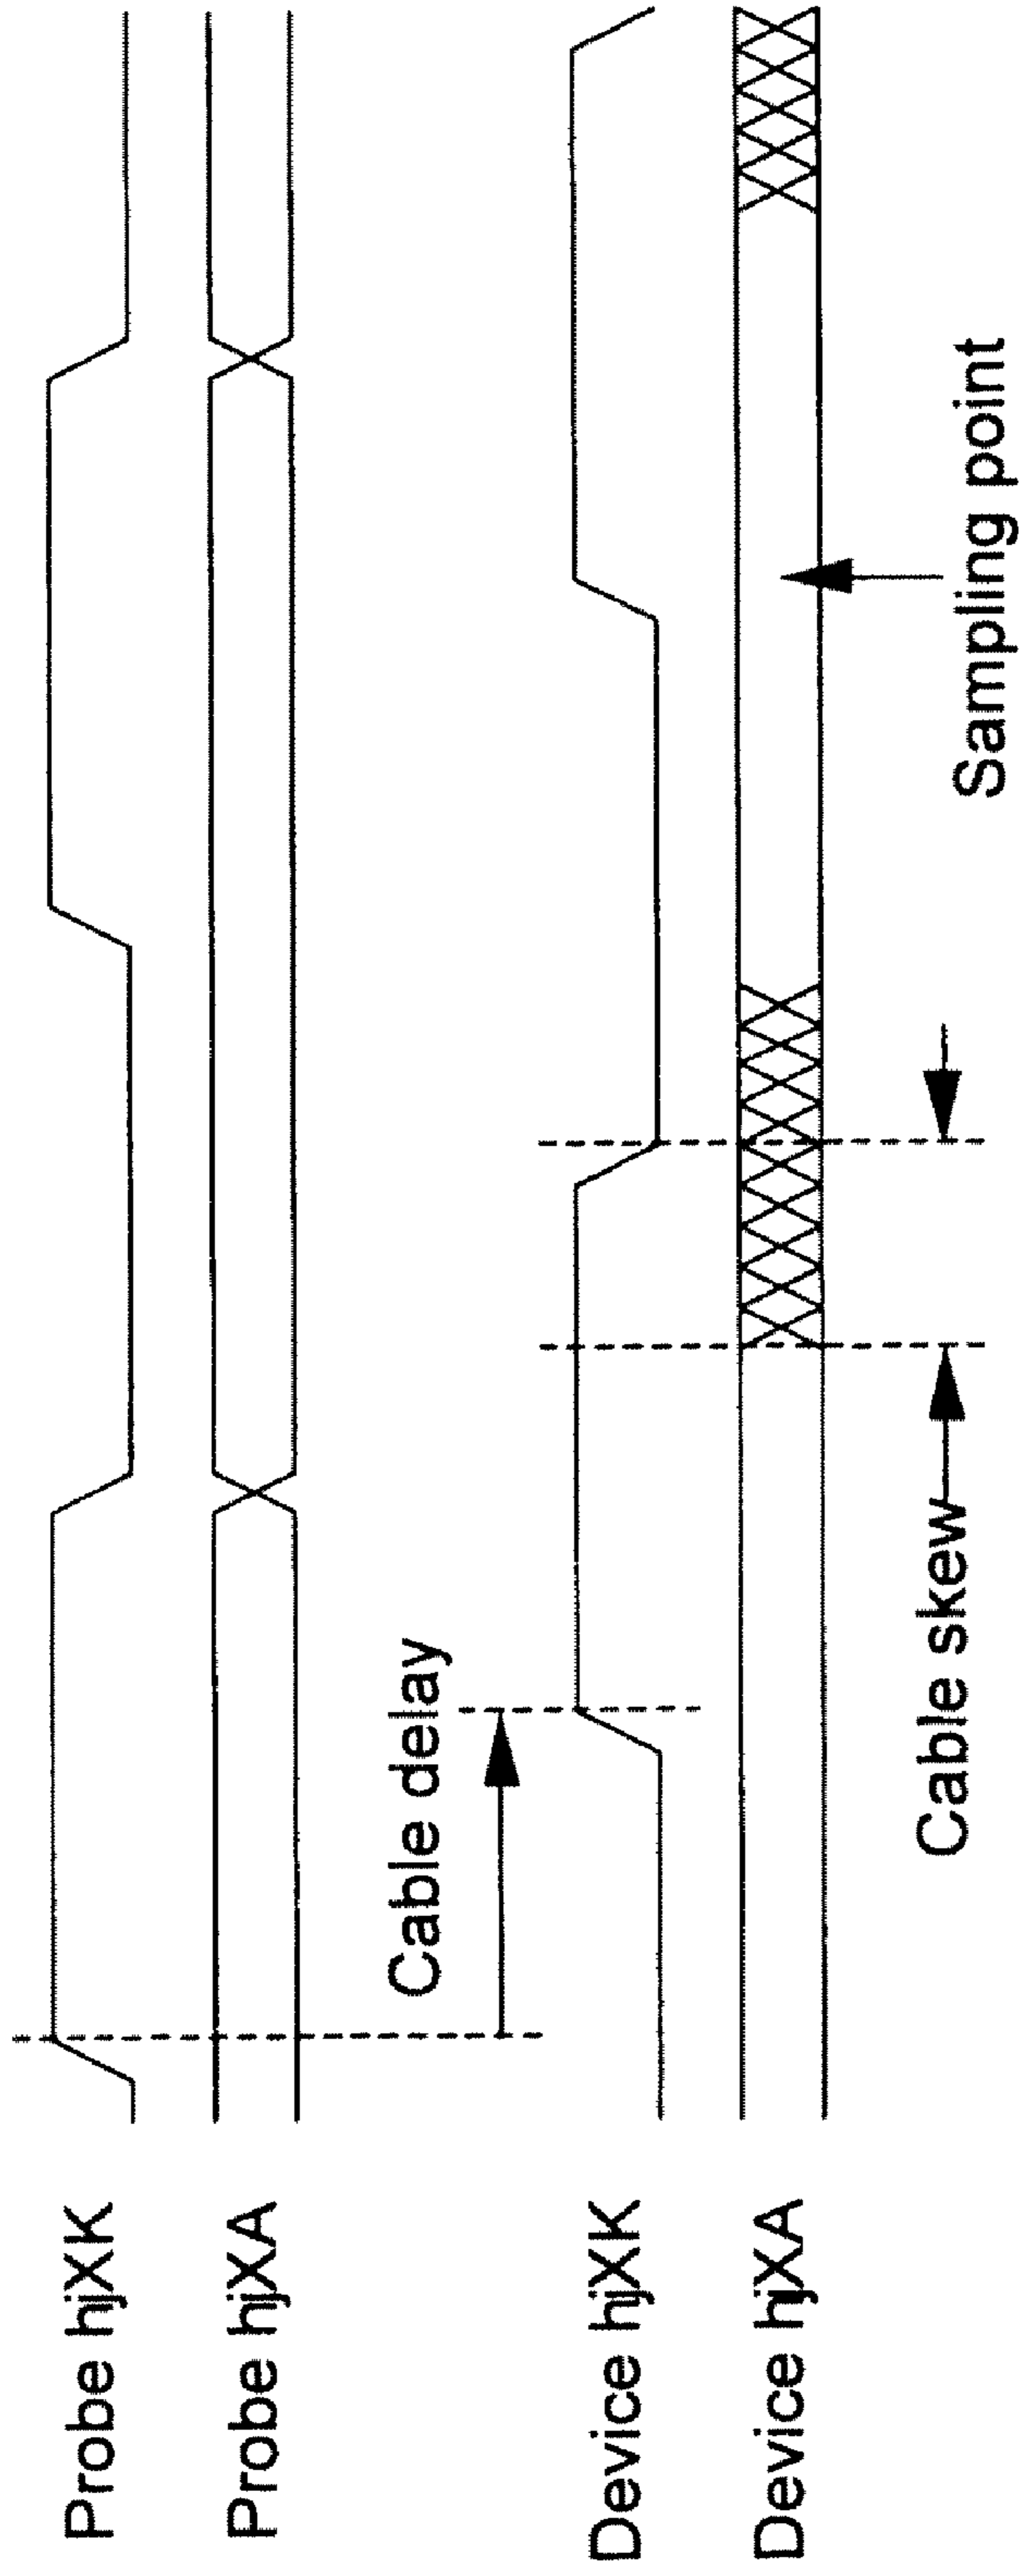 Probe hjXK
Probe hjXA
Cable delay
Device hjXK
Device hjXA
Cable skew
Sampling point